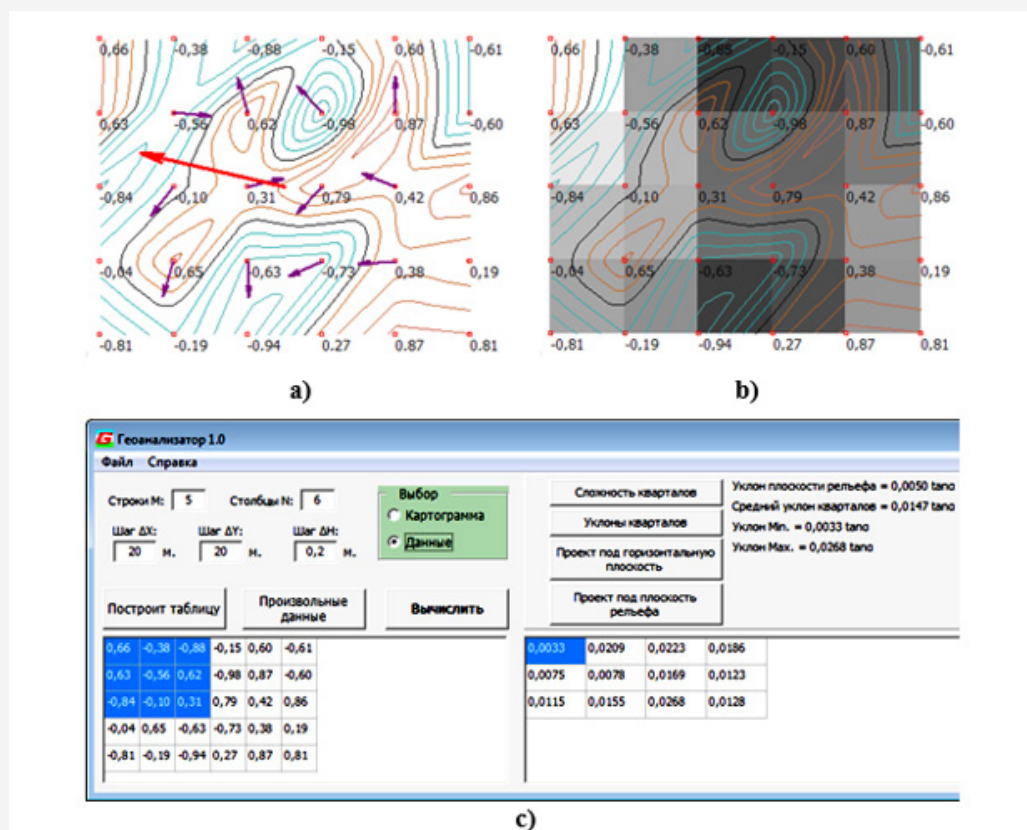 0,66 -0,38 -0,88 -0,15 0,60 -0,61
0,63 -0,56 0,62 -0,98 0,87 -0,60
-0,84 -0,10 0,31 0,79 0,42 0,86
-0,04 0,65 -0,63 -0,73 0,38 0,19
-0,81 -0,19 -0,94 0,27 0,87 0,81
a)
0,66 -0,38 -0,88 -0,15 0,60 -0,61
0,63 -0,56 0,62 -0,98 0,87 -0,60
-0,84 -0,10 0,31 0,79 0,42 0,86
-0,04 0,65 -0,63 -0,73 0,38 0,19
-0,81 -0,19 -0,94 0,27 0,87 0,81
b)
G Геоанализатор 1.0
Файл Справка
Строки M: 5 Столбцы N: 6
Шаг ΔX: Шаг ΔY: Шаг ΔH:
20 м. 20 м. 0,2 м.
Выбор
Картограмма
Данные
Построит таблицу
Произвольные
данные
Вычислить
Сложность кварталов
Уклоны кварталов
Проект под горизонтальную
плоскость
Проект под плоскость
рельефа
Уклон плоскости рельефа = 0,0050 tanα
Средний уклон кварталов = 0,0147 tanα
Уклон Min. = 0,0033 tanα
Уклон Max. = 0,0268 tanα
0,66 -0,38 -0,88 -0,15 0,60 -0,61
0,63 -0,56 0,62 -0,98 0,87 -0,60
-0,84 -0,10 0,31 0,79 0,42 0,86
-0,04 0,65 -0,63 -0,73 0,38 0,19
-0,81 -0,19 -0,94 0,27 0,87 0,81
0,0033 0,0209 0,0223 0,0186
0,0075 0,0078 0,0169 0,0123
0,0115 0,0155 0,0268 0,0128
c)